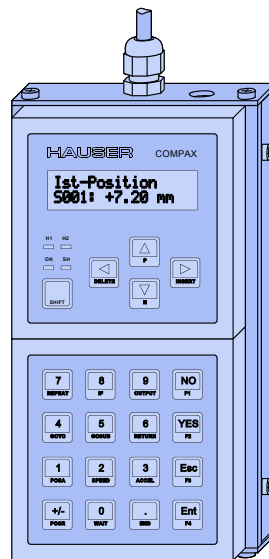 HAUSER COMPAX
Ist-Position
S001: +7.20 mm
H1 H2
OK SH
P
DELETE INSERT
SHIFT N
7 8 9 NO
REPEAT IF OUTPUT F1
4 5 6 YES
GOTO GOSUB RETURN F2
1 2 3 Esc
POSA SPEED ACCEL F3
+/- 0 . Ent
POSR WAIT END F4